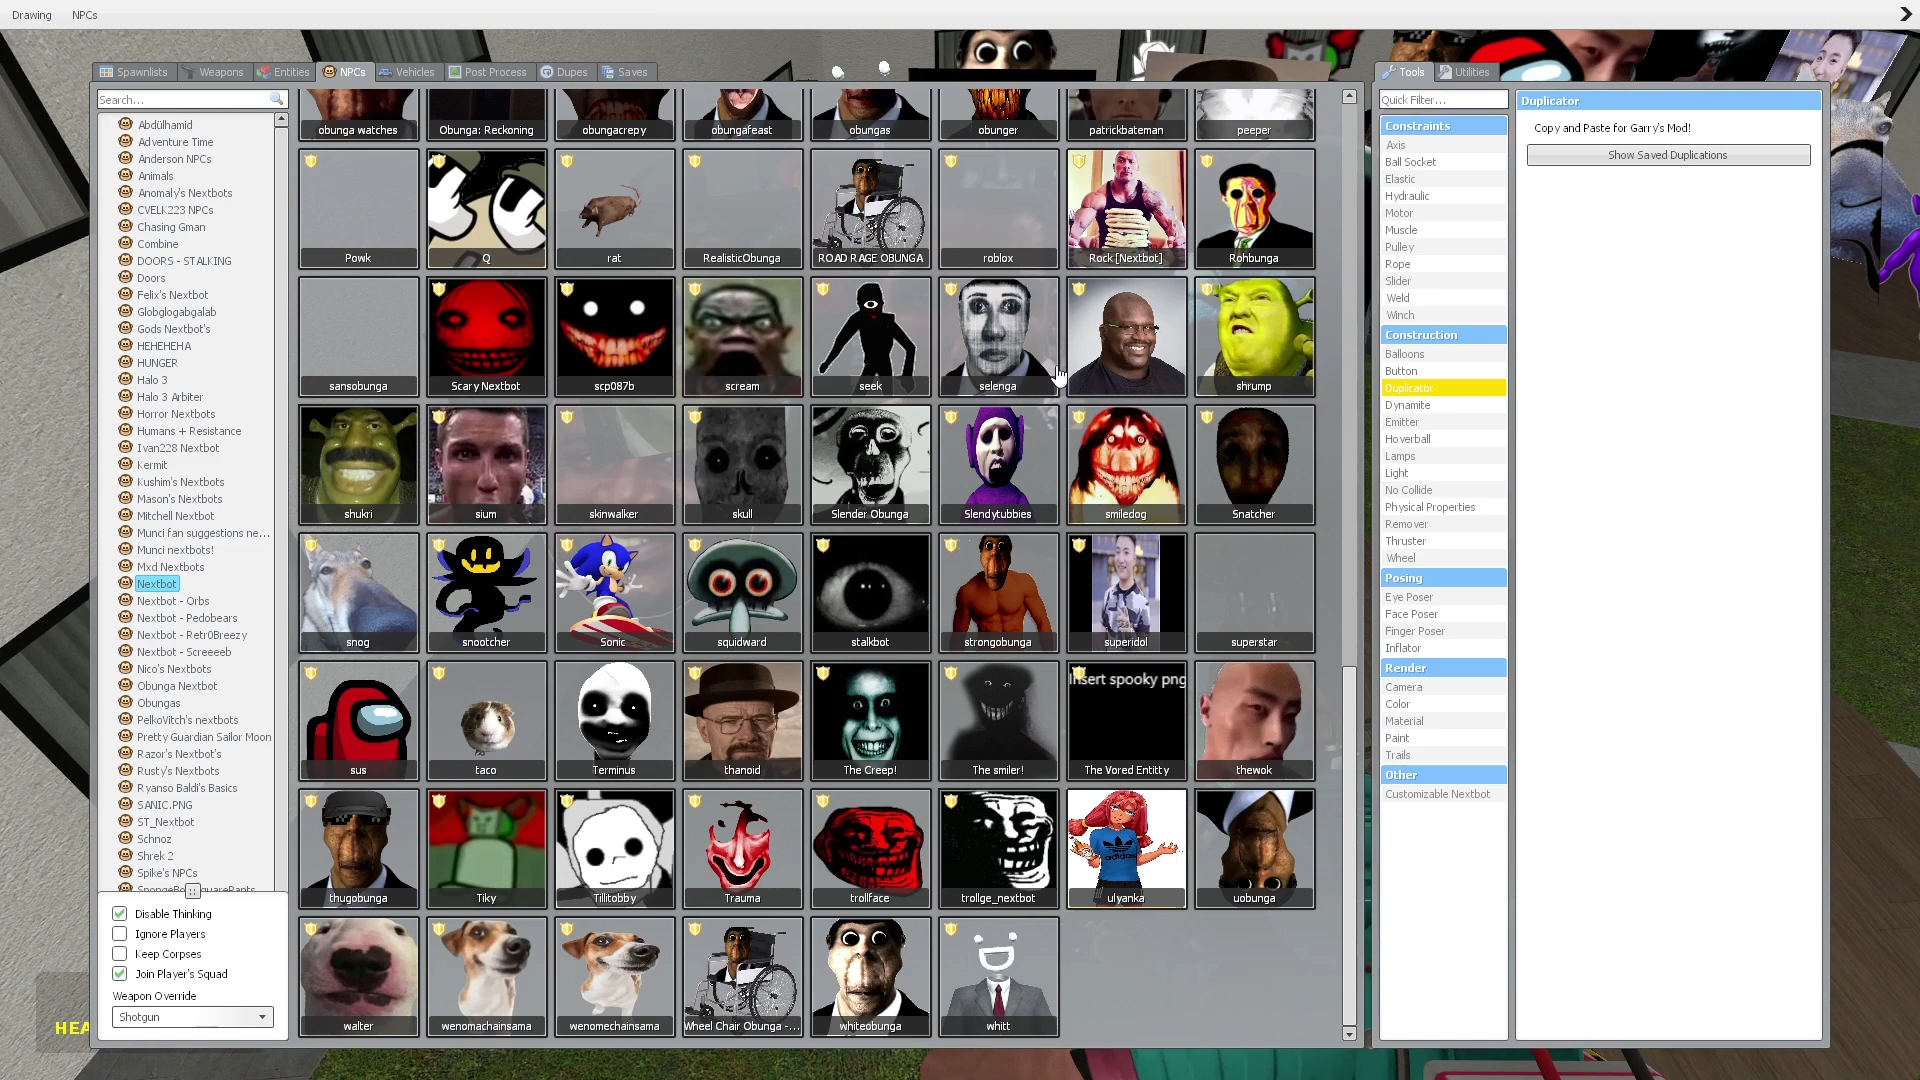 Drawing
NPCs
Spawnlists
Weapons
Entities
NPCs
Vehicles
Post Process
Dupes
Saves
Search...
Abdülhamid
Adventure Time
Anderson NPCs
Animals
Anomaly's Nextbots
CVELK223 NPCs
Chasing Gman
Combine
DOORS - STALKING
Doors
Felix's Nextbot
Globglogabgalab
Gods Nextbot's
HEHEHEHA
HUNGER
Halo 3
Halo 3 Arbiter
Horror Nextbots
Humans + Resistance
Ivan228 Nextbot
Kermit
Kushim's Nextbots
Mason's Nextbots
Mitchell Nextbot
Munci fan suggestions ne...
Munci nextbots!
Mxd Nextbots
Nextbot
Nextbot - Orbs
Nextbot - Pedobears
Nextbot - Retr0Breezy
Nextbot - Screeeeb
Nico's Nextbots
Obunga Nextbot
Obungas
PelkoVitch's nextbots
Pretty Guardian Sailor Moon
Razor's Nextbot's
Rusty's Nextbots
Ryanso Baldi's Basics
SANIC.PNG
ST_Nextbot
Schnoz
Shrek 2
Spike's NPCs
Disable Thinking
Ignore Players
Keep Corpses
Join Player's Squad
Weapon Override
Shotgun
HEA
obunga watches
Obunga: Reckoning
obungacrepy
obungafeast
obungas
obunger
patrickbateman
peeper
Powk
Q
rat
RealisticObunga
ROAD RAGE OBUNGA
roblox
Rock [Nextbot]
Rohbunga
sansobunga
Scary Nextbot
scp087b
scream
seek
selenga
shrump
shukri
sium
skinwalker
skull
Slender Obunga
Slendytubbies
smiledog
Snatcher
snog
snootcher
Sonic
squidward
stalkbot
strongobunga
superidol
superstar
sus
taco
Terminus
thanoid
The Creep!
The smiler!
Insert spooky png
The Vored Entitty
thewok
thugobunga
Tiky
Tillitobby
Trauma
trollface
trollge_nextbot
adidas
ulyanka
uobunga
walter
wenomachainsama
wenomechainsama
Wheel Chair Obunga -...
whiteobunga
whitt
Tools
Utilities
Quick Filter...
Constraints
Axis
Ball Socket
Elastic
Hydraulic
Motor
Muscle
Pulley
Rope
Slider
Weld
Winch
Construction
Balloons
Button
Duplicator
Dynamite
Emitter
Hoverball
Lamps
Light
No Collide
Physical Properties
Remover
Thruster
Wheel
Posing
Eye Poser
Face Poser
Finger Poser
Inflator
Render
Camera
Color
Material
Paint
Trails
Other
Customizable Nextbot
Duplicator
Copy and Paste for Garry's Mod!
Show Saved Duplications